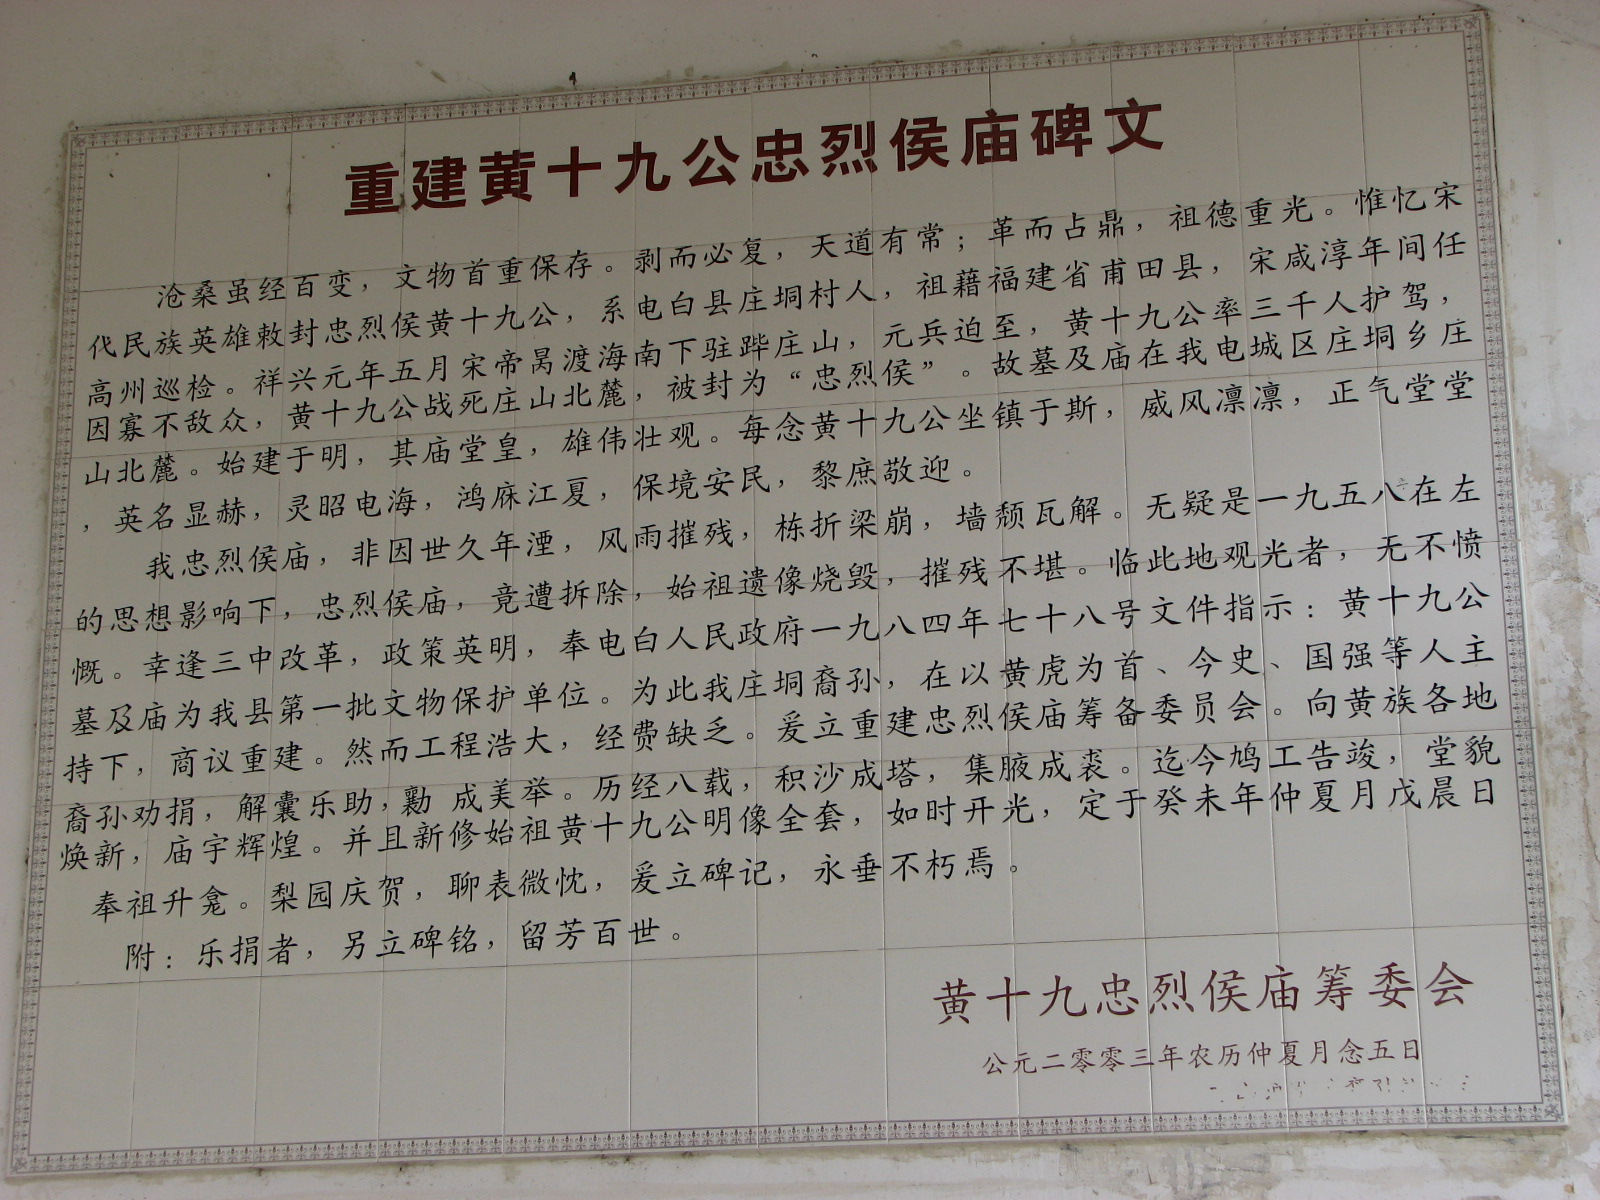 重建黄十九公忠烈侯庙碑文
沧桑虽经百变，文物首重保存。剥而必复，天道有常；革而占鼎，祖德重光。惟忆宋
代民族英雄敕封忠烈侯黄十九公，系电白县庄垌村人，祖藉福建省甫田县，宋咸淳年间任
高州巡检。祥兴元年五月宋帝昺渡海南下驻跸庄山，元兵迫至，黄十九公率三千人护驾，
因寡不敌众，黄十九公战死庄山北麓，被封为“忠烈侯”。故墓及庙在我电城区庄垌乡庄
山北麓。始建于明，其庙堂皇，雄伟壮观。每念黄十九公坐镇于斯，威风凛凛，正气堂堂
，英名显赫，灵昭电海，鸿庥江夏，保境安民，黎庶敬迎。
我忠烈侯庙，非因世久年湮，风雨摧残，栋折梁崩，墙颓瓦解。无疑是一九五八在左
的思想影响下，忠烈侯庙，竟遭拆除，始祖遗像烧毁，摧残不堪。临此地观光者，无不愤
慨。幸逢三中改革，政策英明，奉电白人民政府一九八四年七十八号文件指示：黄十九公
墓及庙为我县第一批文物保护单位。为此我庄垌裔孙，在以黄虎为首、今史、国强等人主
持下，商议重建。然而工程浩大，经费缺乏。爰立重建忠烈侯庙筹备委员会。向黄族各地
裔孙劝捐，解囊乐助，勷 成美举。历经八载，积沙成塔，集腋成裘。迄今鸠工告竣，堂貌
焕新，庙宇辉煌。并且新修始祖黄十九公明像全套，如时开光，定于癸未年仲夏月戊晨日
奉祖升龛。梨园庆贺，聊表微忱，爰立碑记，永垂不朽焉。
附：乐捐者，另立碑铭，留芳百世。
黄十九忠烈侯庙筹委会
公元二零零三年农历仲夏月念五日